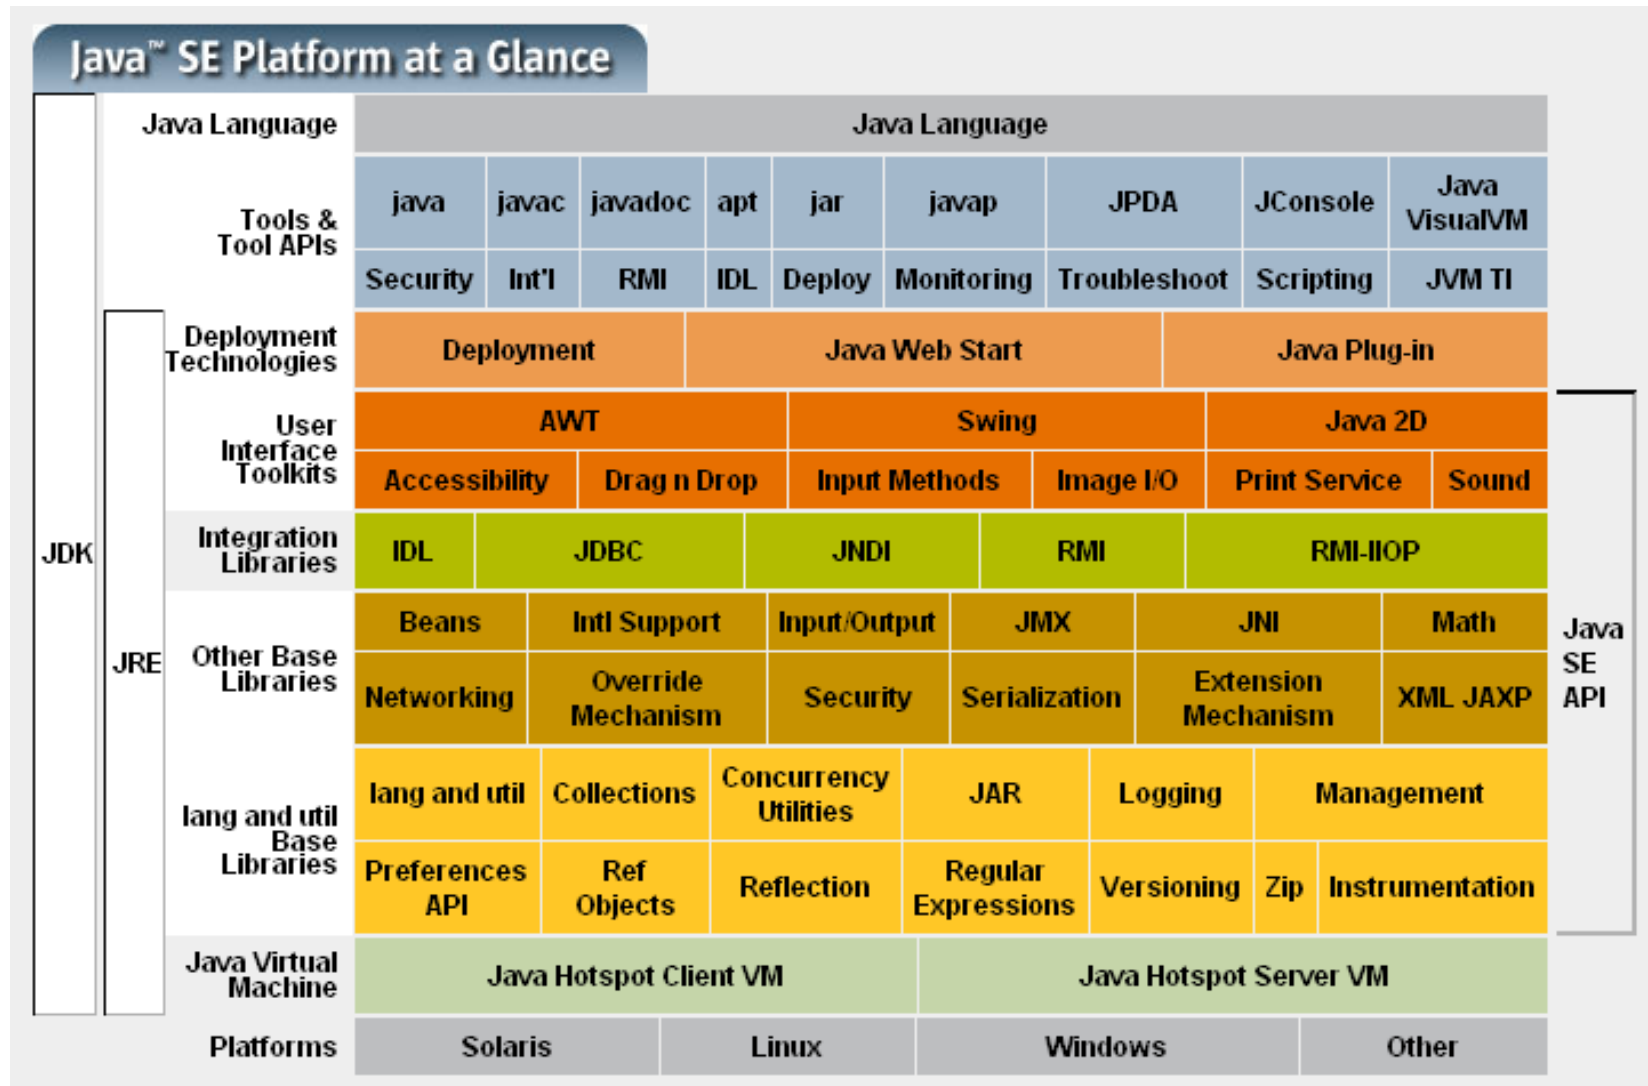 Java™ SE Platform at a Glance
Java Language
Java Language
Tools &
Tool APIs
java javac javadoc apt jar javap JPDA JConsole Java
VisualVM
Security Int'l RMI IDL Deploy Monitoring Troubleshoot Scripting JVM TI
Deployment
Technologies
Deployment Java Web Start Java Plug-in
User
Interface
Toolkits
AWT Swing Java 2D
Accessibility Drag n Drop Input Methods Image I/O Print Service Sound
Integration
Libraries
IDL JDBC JNDI RMI RMI-IIOP
JDK
JRE
Other Base
Libraries
Beans Intl Support Input/Output JMX JNI Math
Networking Override
Mechanism Security Serialization Extension
Mechanism XML JAXP
Java
SE
API
lang and util
Base
Libraries
lang and util Collections Concurrency
Utilities JAR Logging Management
Preferences
API Ref
Objects Reflection Regular
Expressions Versioning Zip Instrumentation
Java Virtual
Machine
Java Hotspot Client VM Java Hotspot Server VM
Platforms
Solaris Linux Windows Other